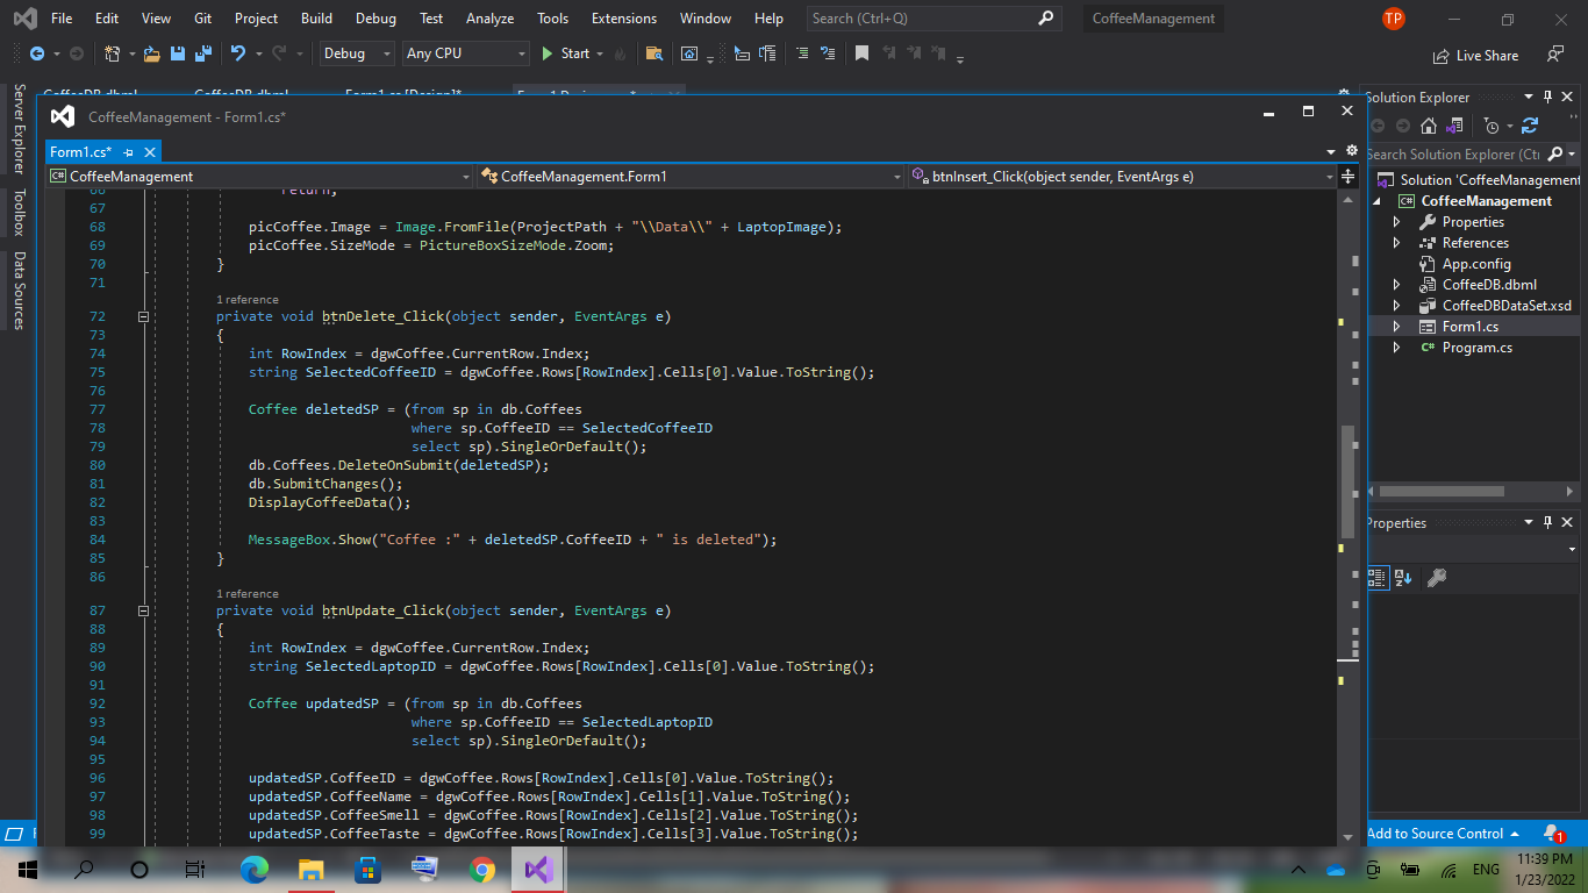 File Edit View Git Project Build Debug Test Analyze Tools Extensions Window Help Search (Ctrl+Q) CoffeeManagement TP
Debug Any CPU Start Live Share
Server Explorer
Toolbox
Data Sources
CoffeeManagement - Form1.cs*
Form1.cs*
CoffeeManagement CoffeeManagement.Form1 btnInsert_Click(object sender, EventArgs e)
66 return;
67
68 picCoffee.Image = Image.FromFile(ProjectPath + "\\Data\\" + LaptopImage);
69 picCoffee.SizeMode = PictureBoxSizeMode.Zoom;
70 }
71
1 reference
72 private void btnDelete_Click(object sender, EventArgs e)
73 {
74 int RowIndex = dgwCoffee.CurrentRow.Index;
75 string SelectedCoffeeID = dgwCoffee.Rows[RowIndex].Cells[0].Value.ToString();
76
77 Coffee deletedSP = (from sp in db.Coffees
78 where sp.CoffeeID == SelectedCoffeeID
79 select sp).SingleOrDefault();
80 db.Coffees.DeleteOnSubmit(deletedSP);
81 db.SubmitChanges();
82 DisplayCoffeeData();
83
84 MessageBox.Show("Coffee :" + deletedSP.CoffeeID + " is deleted");
85 }
86
1 reference
87 private void btnUpdate_Click(object sender, EventArgs e)
88 {
89 int RowIndex = dgwCoffee.CurrentRow.Index;
90 string SelectedLaptopID = dgwCoffee.Rows[RowIndex].Cells[0].Value.ToString();
91
92 Coffee updatedSP = (from sp in db.Coffees
93 where sp.CoffeeID == SelectedLaptopID
94 select sp).SingleOrDefault();
95
96 updatedSP.CoffeeID = dgwCoffee.Rows[RowIndex].Cells[0].Value.ToString();
97 updatedSP.CoffeeName = dgwCoffee.Rows[RowIndex].Cells[1].Value.ToString();
98 updatedSP.CoffeeSmell = dgwCoffee.Rows[RowIndex].Cells[2].Value.ToString();
99 updatedSP.CoffeeTaste = dgwCoffee.Rows[RowIndex].Cells[3].Value.ToString();
Solution Explorer
Search Solution Explorer (Ctr
Solution 'CoffeeManagement
CoffeeManagement
Properties
References
App.config
CoffeeDB.dbml
CoffeeDBDataSet.xsd
Form1.cs
Program.cs
Properties
Add to Source Control 1
ENG 11:39 PM
1/23/2022